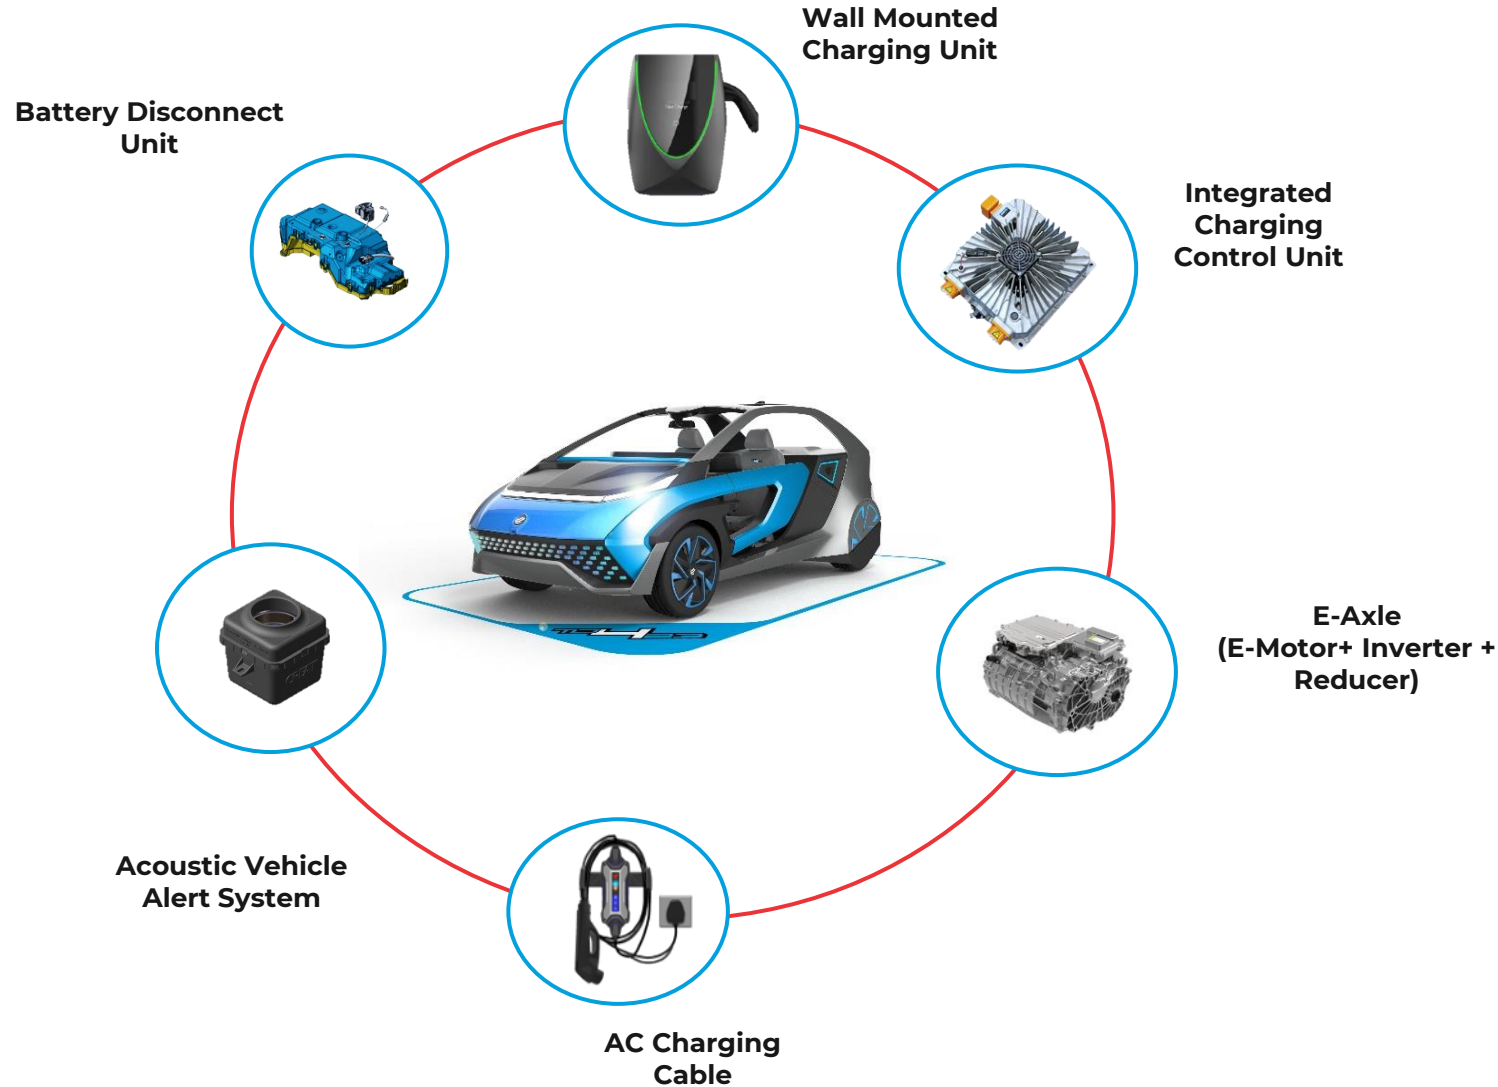 Wall Mounted
Charging Unit
Battery Disconnect
Unit
Integrated
Charging
Control Unit
E-Axle
(E-Motor+ Inverter +
Reducer)
Acoustic Vehicle
Alert System
AC Charging
Cable